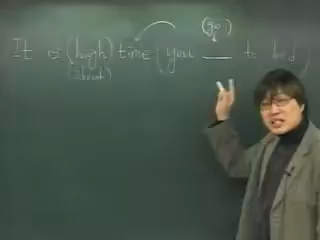 (go)
It is (high) time (you ___ to bed)
(about)